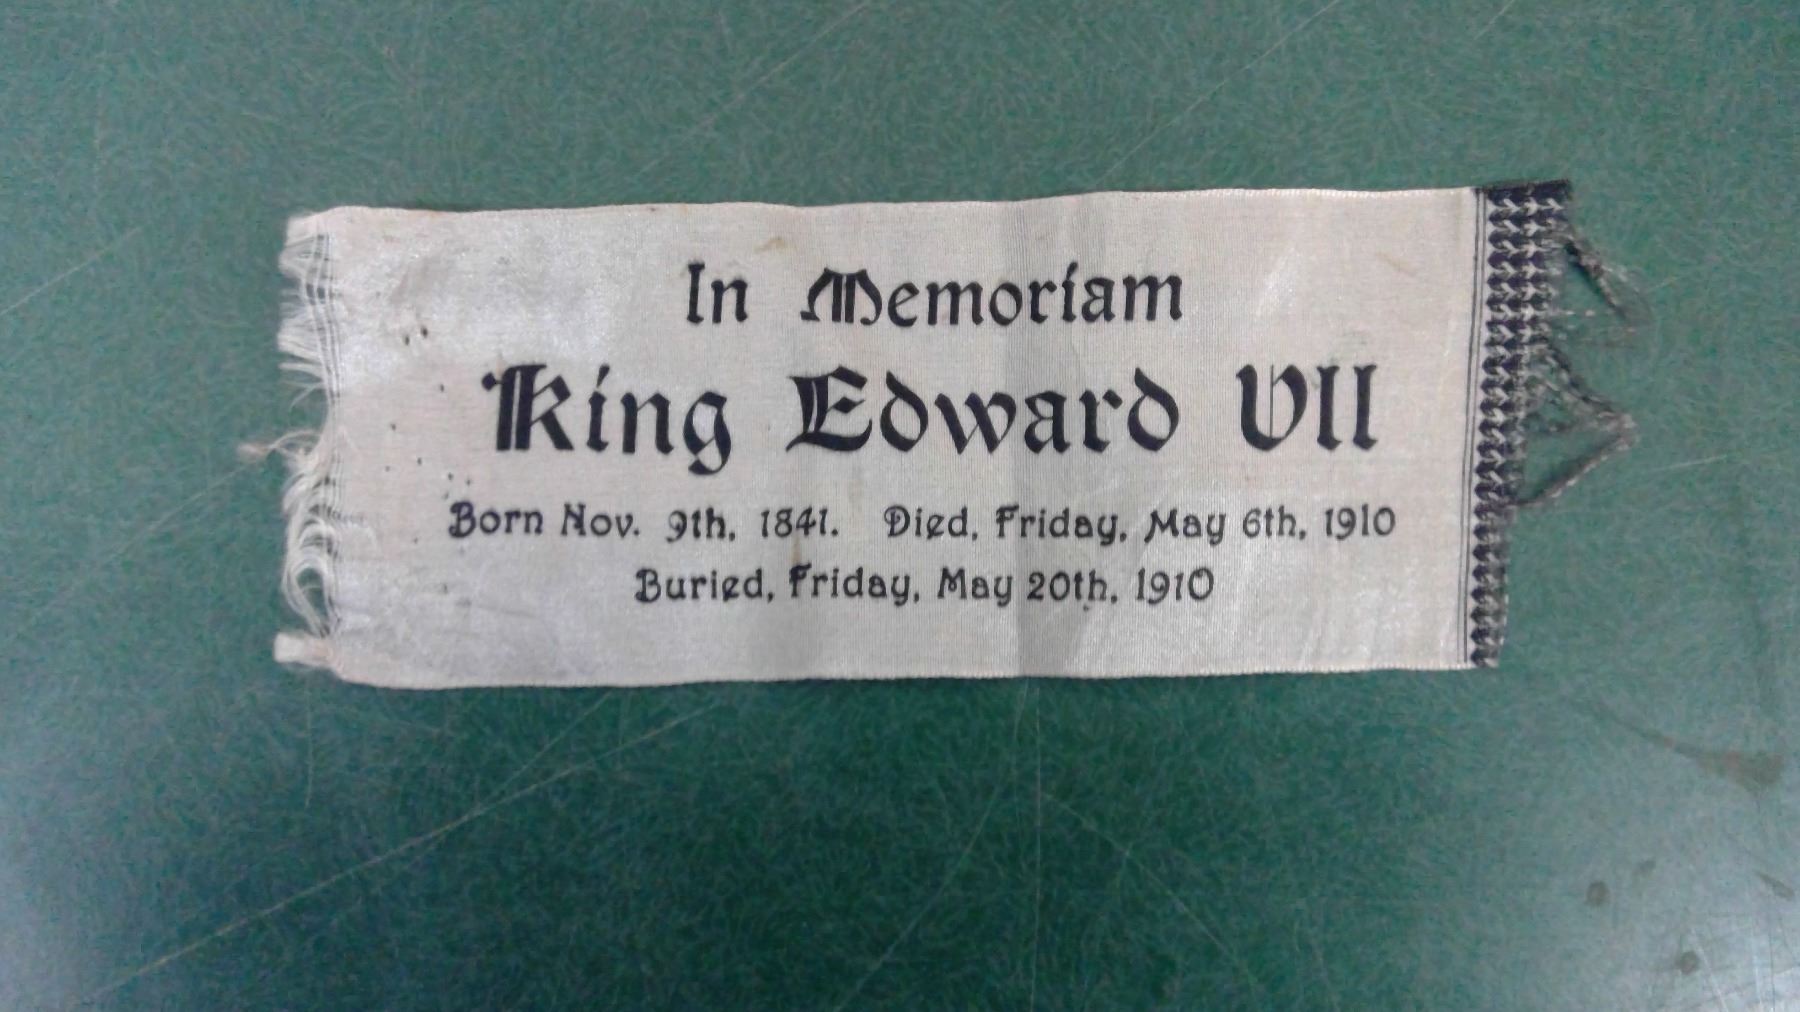 In Memoriam
King Edward VII
Born Nov. 9th, 1841. Died, Friday, May 6th, 1910
Buried, Friday, May 20th, 1910